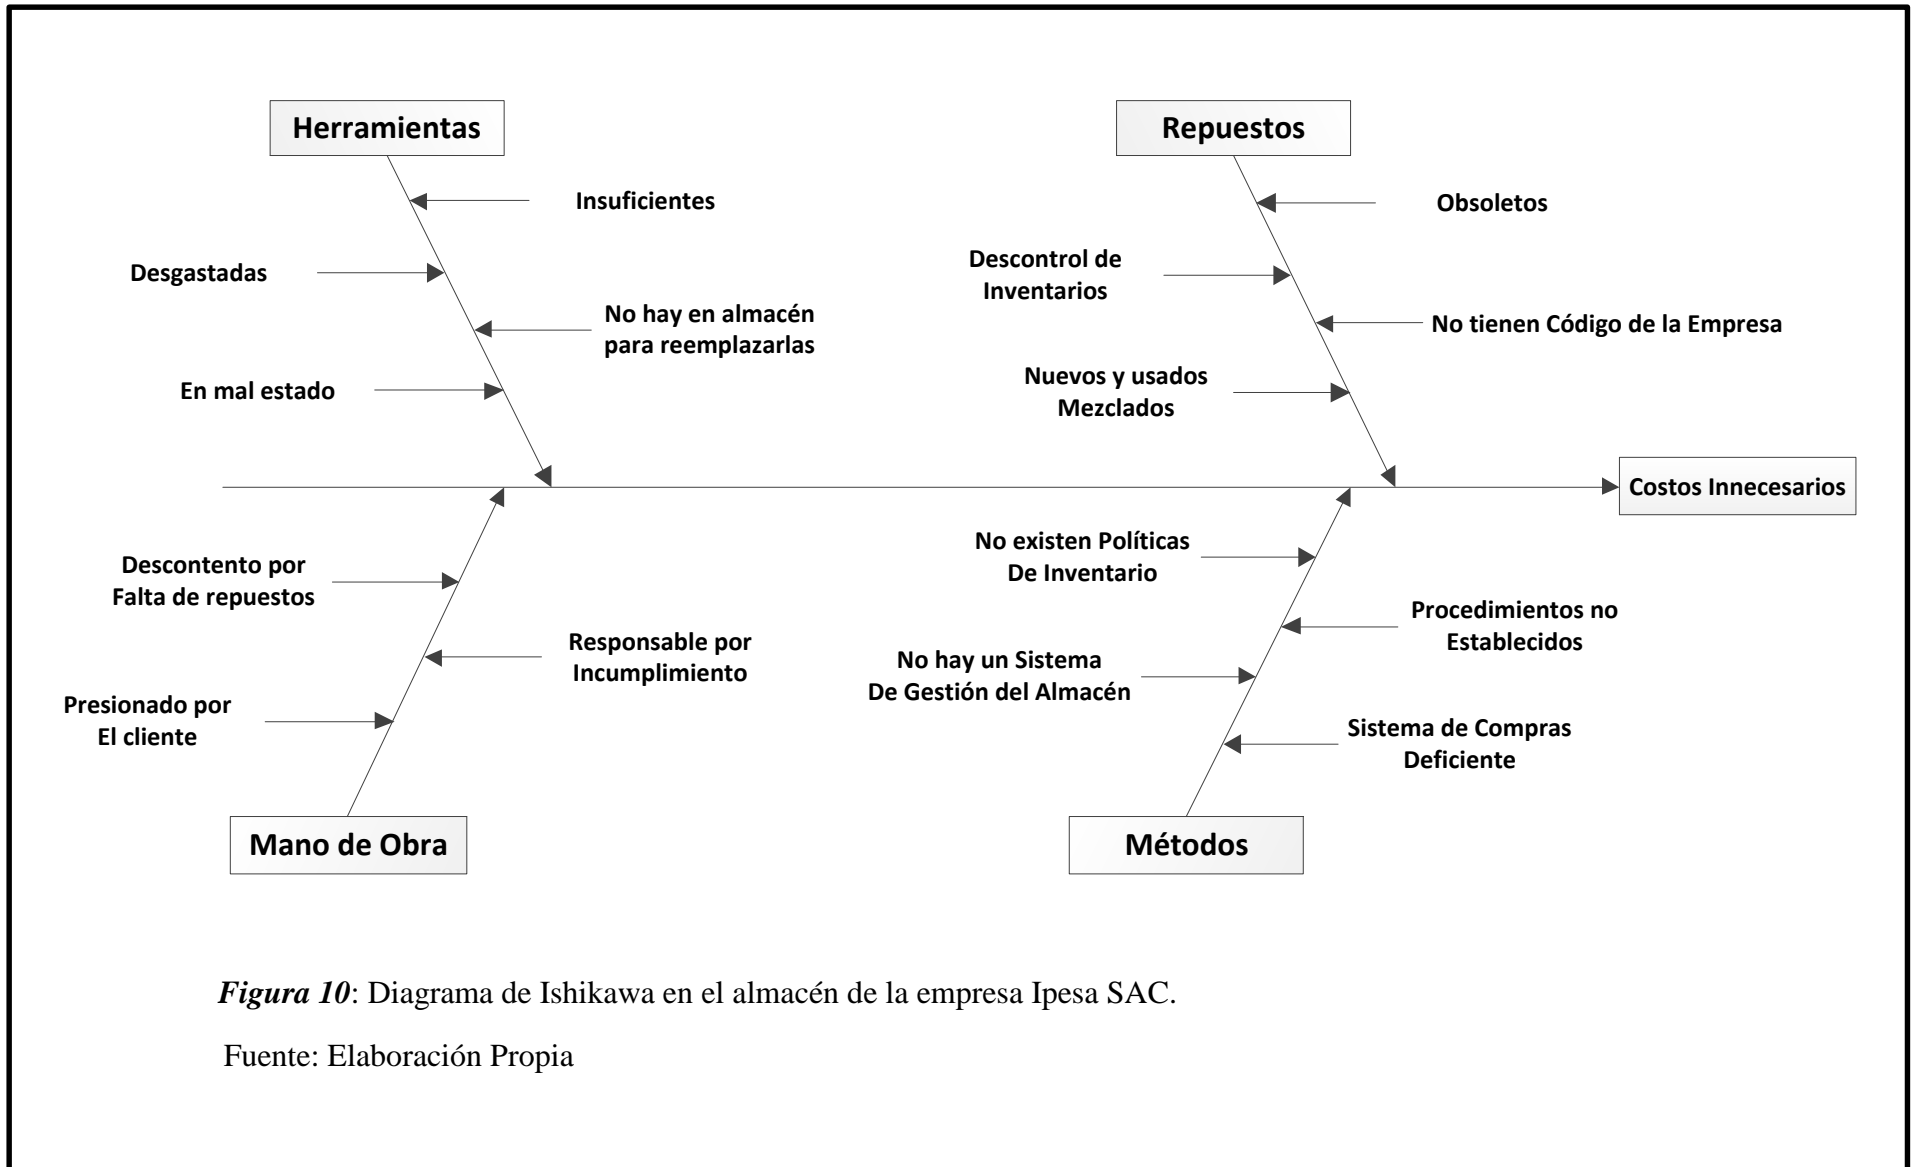 Herramientas
Repuestos
Insuficientes
Obsoletos
Desgastadas
Descontrol de
Inventarios
No hay en almacén
para reemplazarlas
No tienen Código de la Empresa
En mal estado
Nuevos y usados
Mezclados
Costos Innecesarios
Descontento por
Falta de repuestos
No existen Políticas
De Inventario
Responsable por
Incumplimiento
Procedimientos no
Establecidos
No hay un Sistema
De Gestión del Almacén
Presionado por
El cliente
Sistema de Compras
Deficiente
Mano de Obra
Métodos
Figura 10: Diagrama de Ishikawa en el almacén de la empresa Ipesa SAC.
Fuente: Elaboración Propia